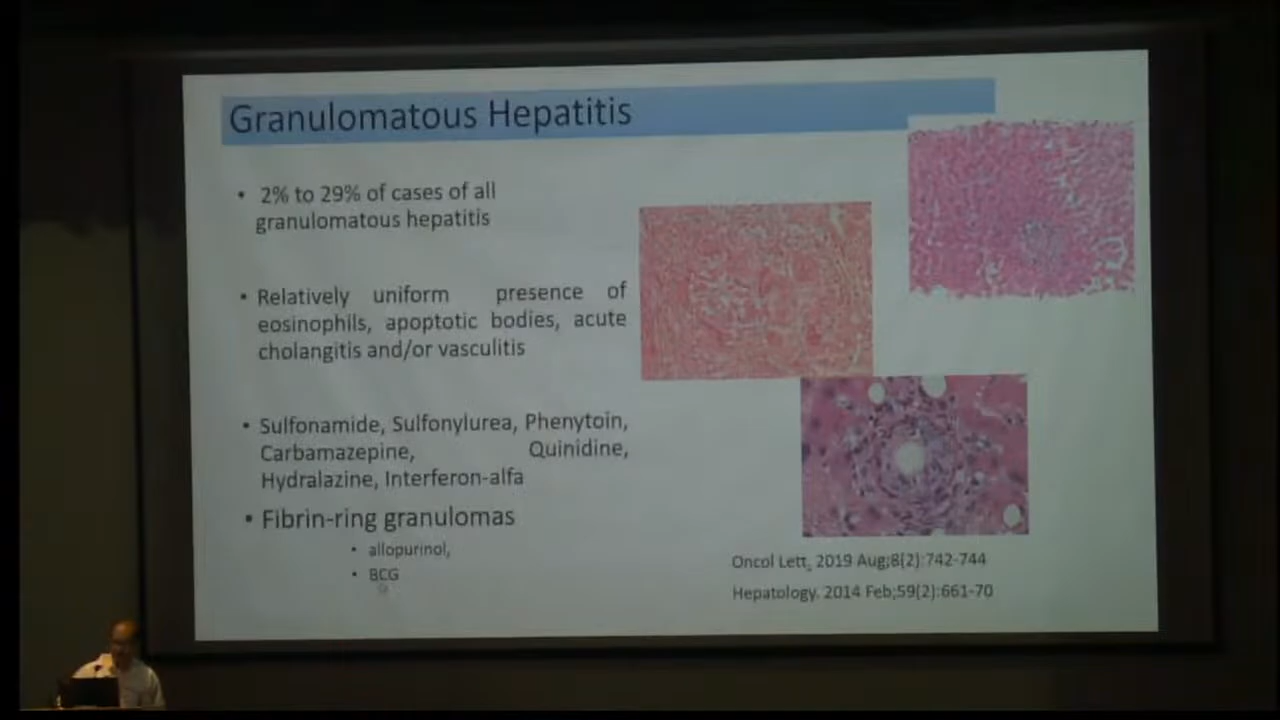 Granulomatous Hepatitis
• 2% to 29% of cases of all
granulomatous hepatitis
• Relatively uniform presence of
eosinophils, apoptotic bodies, acute
cholangitis and/or vasculitis
• Sulfonamide, Sulfonylurea, Phenytoin,
Carbamazepine, Quinidine,
Hydralazine, Interferon-alfa
• Fibrin-ring granulomas
• allopurinol,
• BCG
Oncol Lett. 2019 Aug;8(2):742-744
Hepatology. 2014 Feb;59(2):661-70